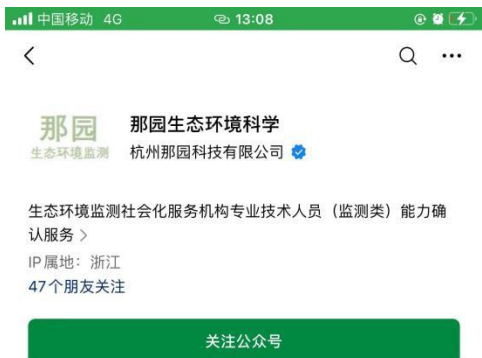 中国移动 4G 13:08
那园
生态环境监测
那园生态环境科学
杭州那园科技有限公司
生态环境监测社会化服务机构专业技术人员（监测类）能力确
认服务 >
IP属地：浙江
47个朋友关注
关注公众号